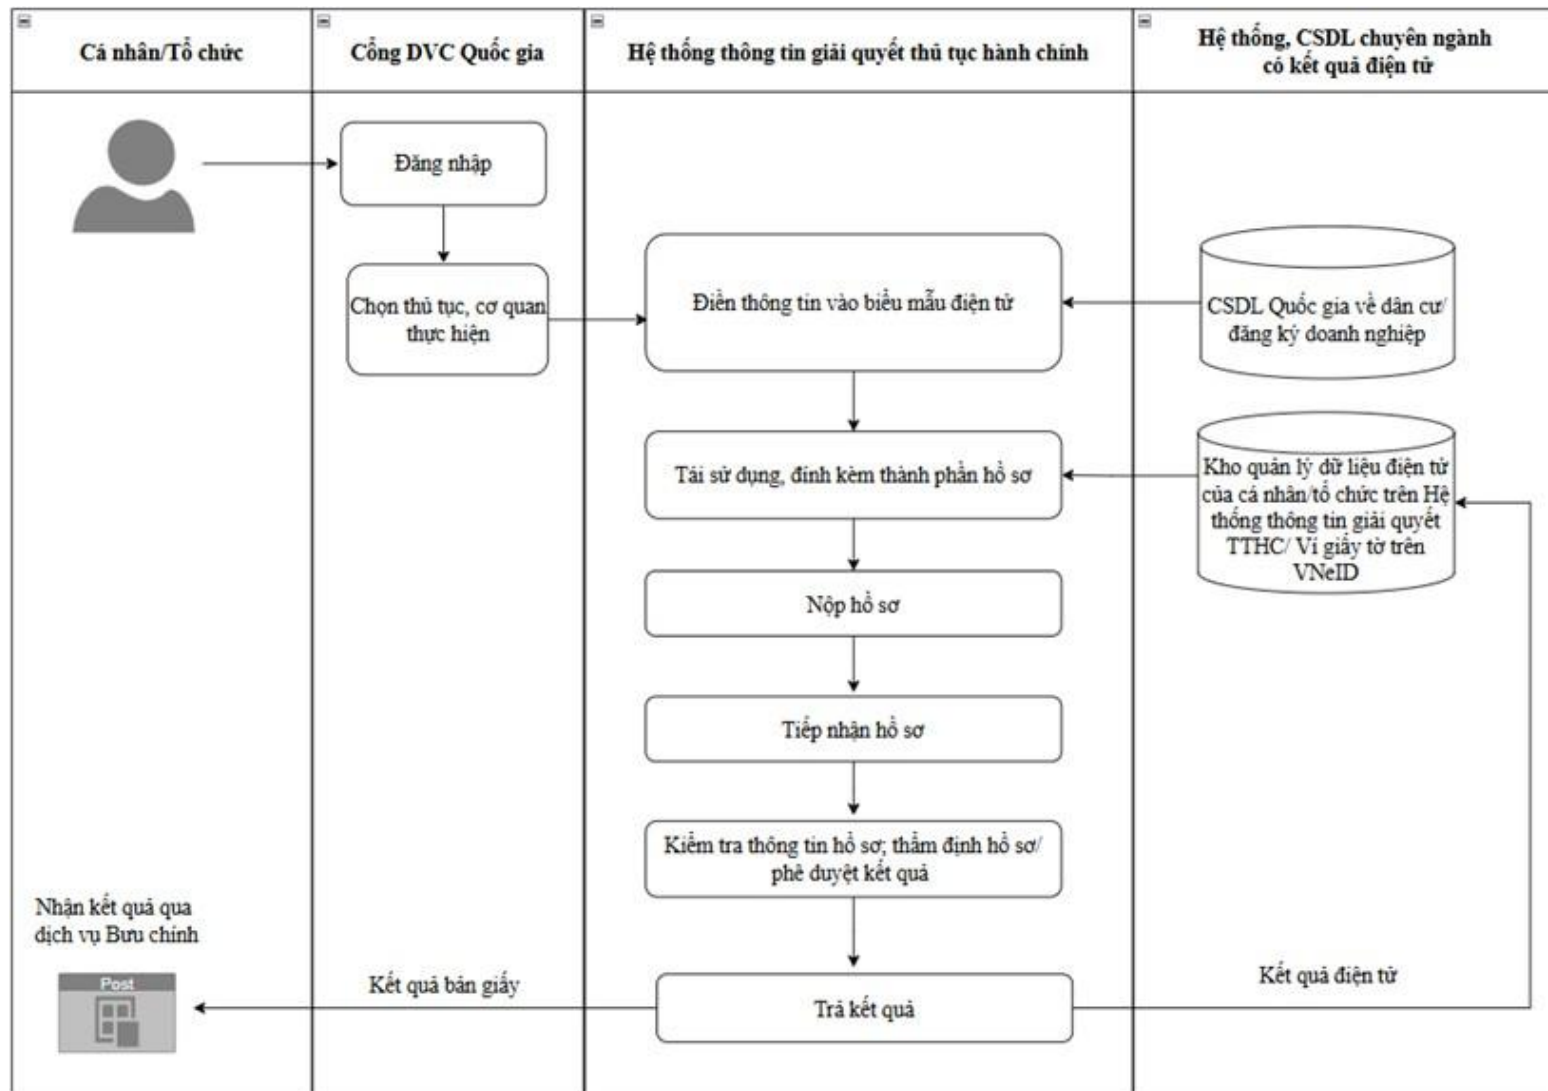 Cá nhân/Tổ chức
Cổng DVC Quốc gia
Hệ thống thông tin giải quyết thủ tục hành chính
Hệ thống, CSDL chuyên ngành
có kết quả điện tử
Đăng nhập
Chọn thủ tục, cơ quan
thực hiện
Điền thông tin vào biểu mẫu điện tử
CSDL Quốc gia về dân cư/
đăng ký doanh nghiệp
Tái sử dụng, đính kèm thành phần hồ sơ
Kho quản lý dữ liệu điện tử
của cá nhân/tổ chức trên Hệ
thống thông tin giải quyết
TTHC/ Ví giấy tờ trên
VNeID
Nộp hồ sơ
Tiếp nhận hồ sơ
Kiểm tra thông tin hồ sơ; thẩm định hồ sơ/
phê duyệt kết quả
Nhận kết quả qua
dịch vụ Bưu chính
Post
Kết quả bản giấy
Trả kết quả
Kết quả điện tử